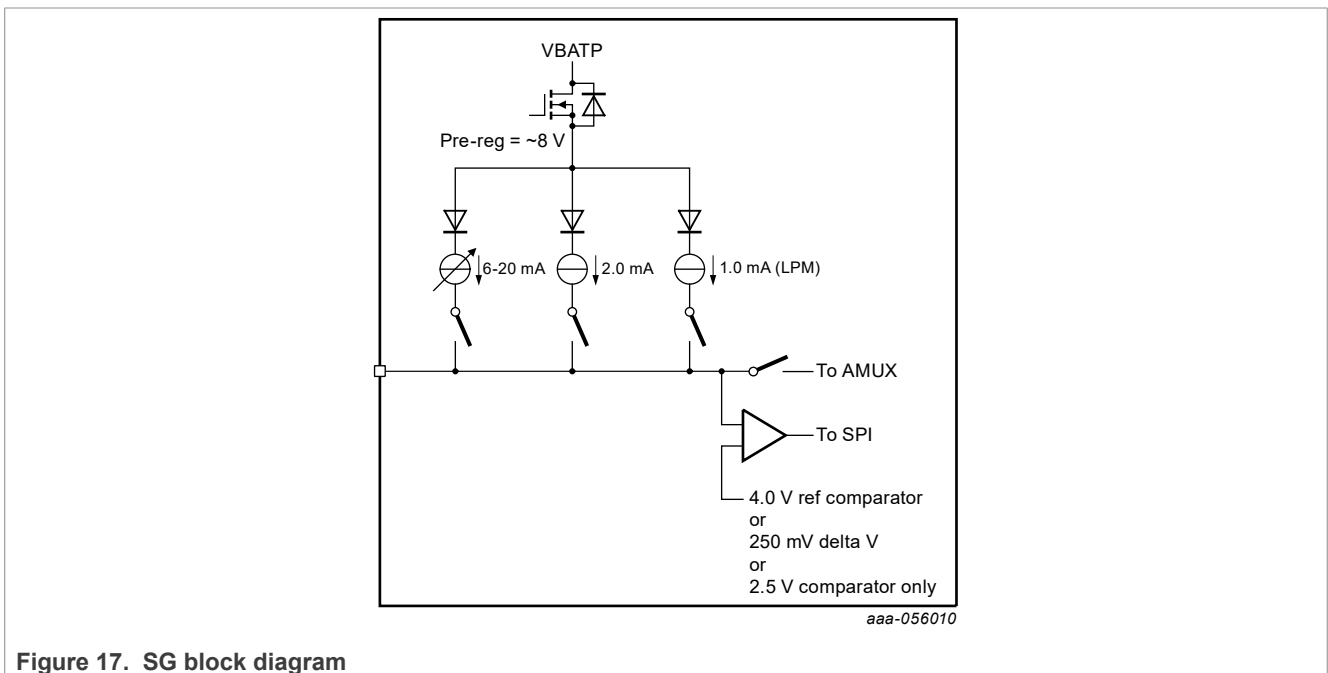 VBATP
Pre-reg = ~8 V
6-20 mA
2.0 mA
1.0 mA (LPM)
To AMUX
To SPI
4.0 V ref comparator
or
250 mV delta V
or
2.5 V comparator only
aaa-056010
Figure 17. SG block diagram